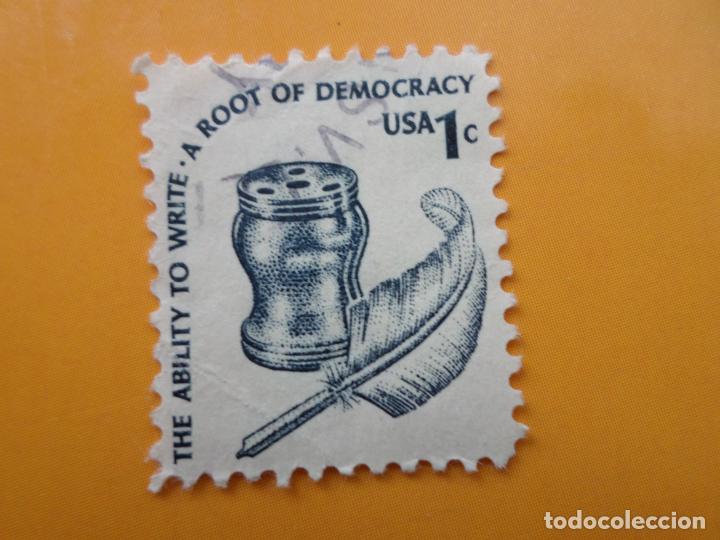 THE ABILITY TO WRITE · A ROOT OF DEMOCRACY
USA 1c
todocoleccion